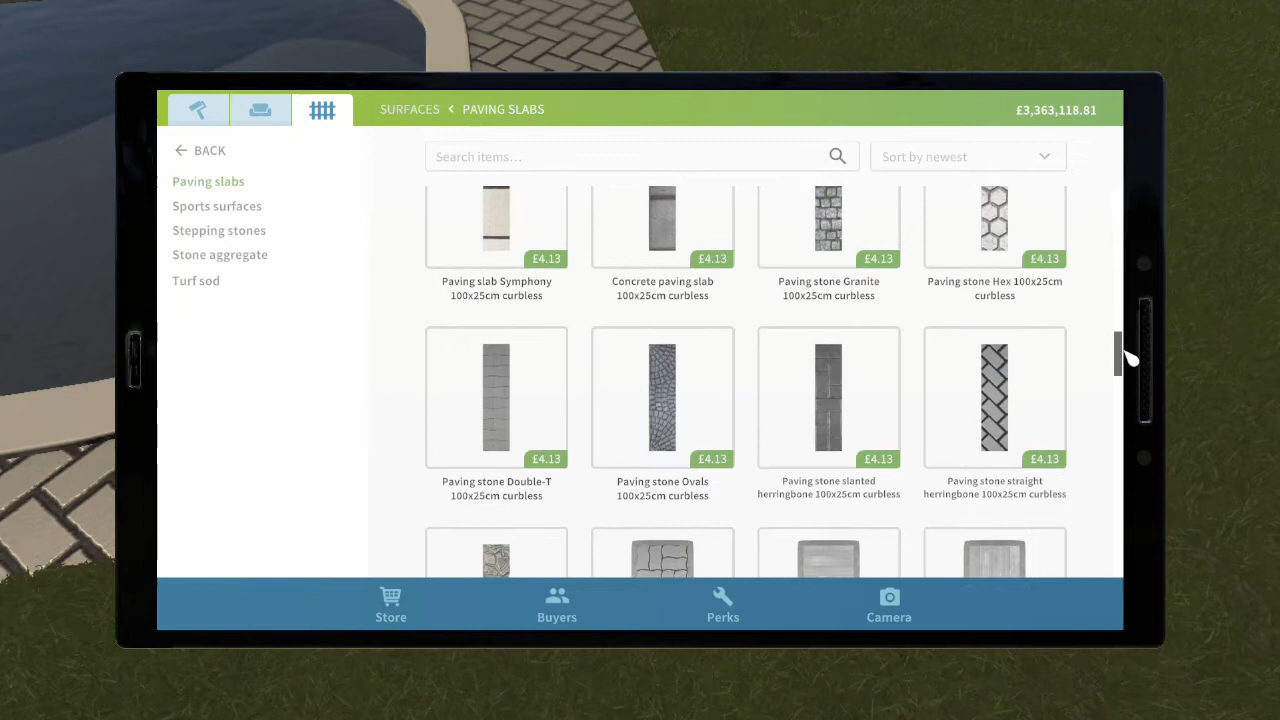 SURFACES < PAVING SLABS
£3,363,118.81
BACK
Search items...
Sort by newest
Paving slabs
Sports surfaces
Stepping stones
Stone aggregate
Turf sod
£4.13 £4.13 £4.13 £4.13
Paving slab Symphony
100x25cm curbless
Concrete paving slab
100x25cm curbless
Paving stone Granite
100x25cm curbless
Paving stone Hex 100x25cm
curbless
£4.13 £4.13 £4.13 £4.13
Paving stone Double-T
100x25cm curbless
Paving stone Ovals
100x25cm curbless
Paving stone slanted
herringbone 100x25cm curbless
Paving stone straight
herringbone 100x25cm curbless
Store Buyers Perks Camera